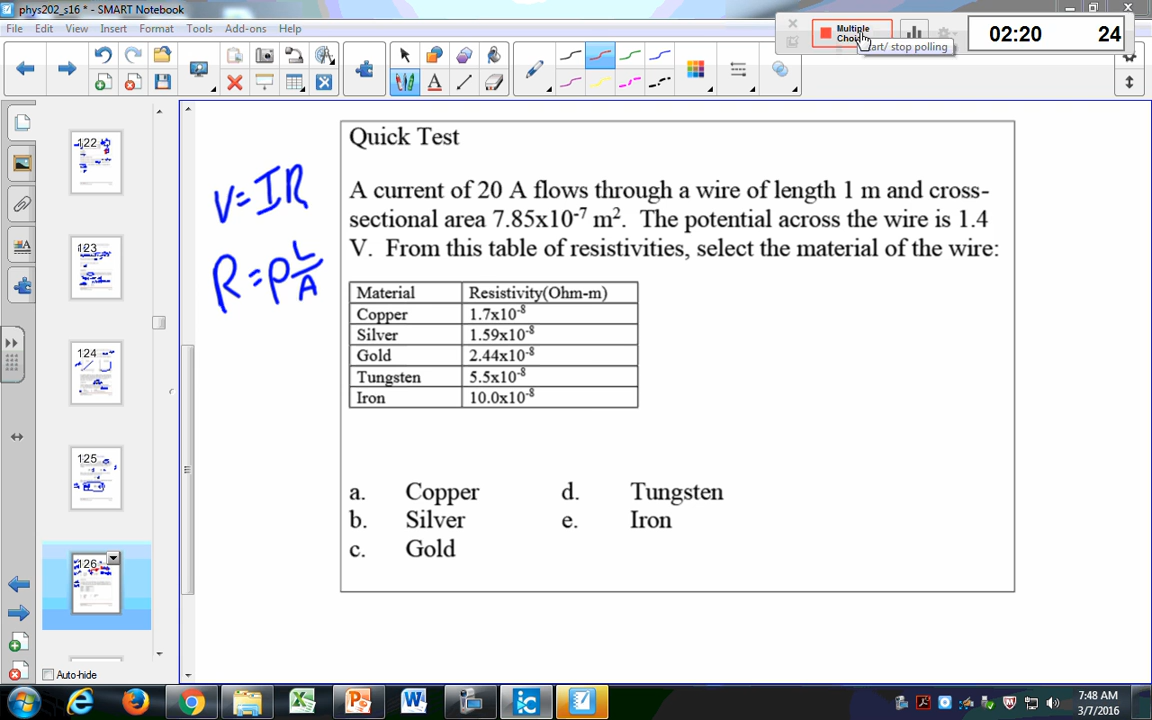 phys202_s16 * - SMART Notebook
File Edit View Insert Format Tools Add-ons Help
Multiple
Choi
02:20 24
tart/ stop polling
122
123
124
125
126
Auto-hide
V=IR
R=ρL/A
Quick Test
A current of 20 A flows through a wire of length 1 m and cross-
sectional area 7.85x10⁻⁷ m². The potential across the wire is 1.4
V. From this table of resistivities, select the material of the wire:
Material Resistivity(Ohm-m)
Copper 1.7x10⁻⁸
Silver 1.59x10⁻⁸
Gold 2.44x10⁻⁸
Tungsten 5.5x10⁻⁸
Iron 10.0x10⁻⁸
a. Copper d. Tungsten
b. Silver e. Iron
c. Gold
7:48 AM
3/7/2016